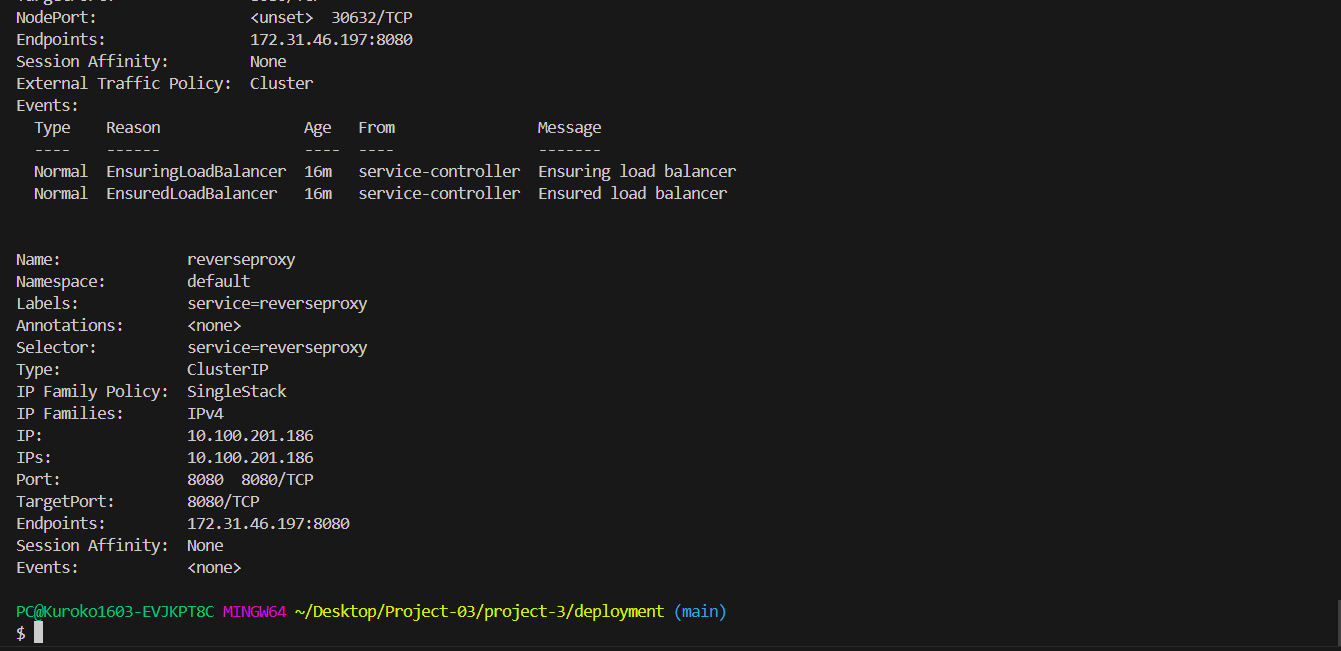 NodePort:                 <unset>  30632/TCP
Endpoints:                172.31.46.197:8080
Session Affinity:         None
External Traffic Policy:  Cluster
Events:
  Type    Reason                Age   From                Message
  ----    ------                ----  ----                -------
  Normal  EnsuringLoadBalancer  16m   service-controller  Ensuring load balancer
  Normal  EnsuredLoadBalancer   16m   service-controller  Ensured load balancer
Name:              reverseproxy
Namespace:         default
Labels:            service=reverseproxy
Annotations:       <none>
Selector:          service=reverseproxy
Type:              ClusterIP
IP Family Policy:  SingleStack
IP Families:       IPv4
IP:                10.100.201.186
IPs:               10.100.201.186
Port:              8080  8080/TCP
TargetPort:        8080/TCP
Endpoints:         172.31.46.197:8080
Session Affinity:  None
Events:            <none>
PC@Kuroko1603-EVJKPT8C MINGW64 ~/Desktop/Project-03/project-3/deployment (main)
$